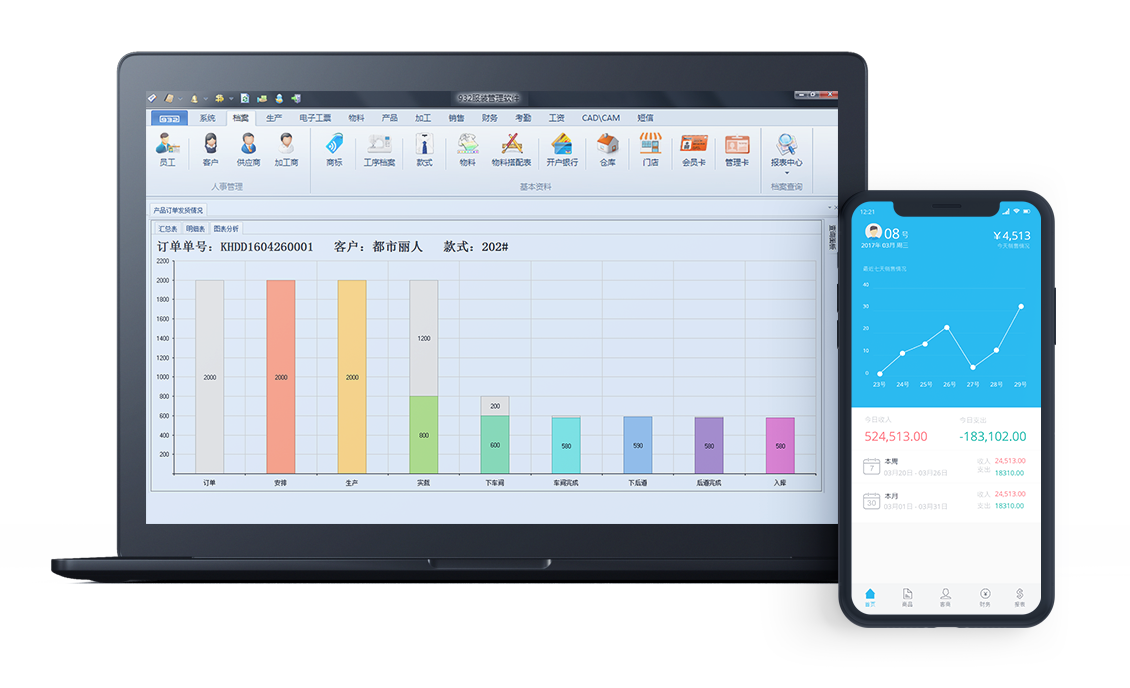 932服装管理软件
系统 档案 生产 电子工票 物料 产品 加工 销售 财务 考勤 工资 CAD\CAM 短信
员工 客户 供应商 加工商 商标 工序档案 款式 物料 物料搭配表 开户银行 仓库 门店 会员卡 管理卡 报表中心
人事管理 基本资料 档案查询
产品订单发货情况
汇总表 明细表 图表分析
订单单号：KHDD1604260001 客户：都市丽人 款式：202#
2200
2000
1800
1600
1400
1200
1000
800
600
400
200
2000 2000 2000 1200 800 200 600 580 590 580 580
订单 安排 生产 实裁 下车间 车间完成 下后道 后道完成 入库
12:21
08号
2017年 03月 周三
￥4,513
今天销售情况
最近七天销售情况
40
30
20
10
0
23号 24号 25号 26号 27号 28号 29号
今日收入 今日支出
524,513.00 -183,102.00
7 本周 收入 24,513.00
03月20日 - 03月26日 支出 18310.00
30 本月 收入 24,513.00
03月01日 - 03月31日 支出 18310.00
首页 商品 财务